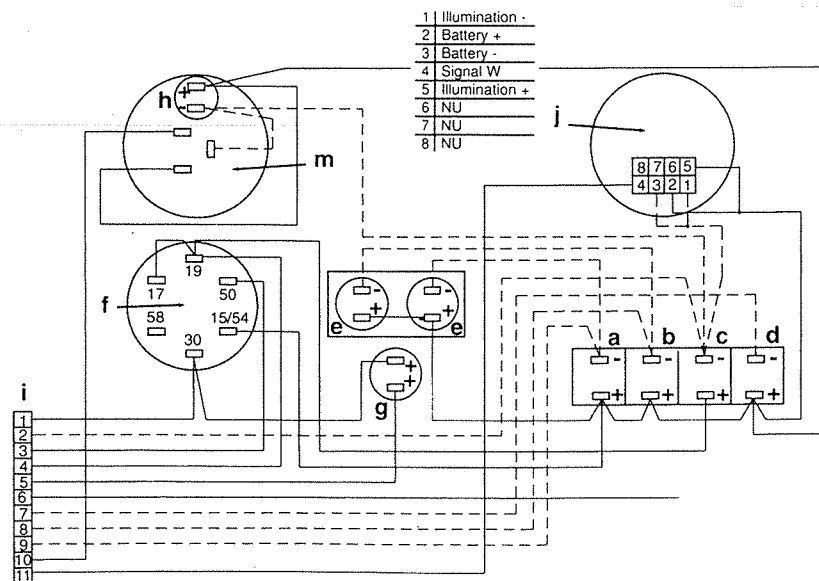 1 Illumination -
2 Battery +
3 Battery -
4 Signal W
5 Illumination +
6 NU
7 NU
8 NU
h
+
-
m
j
8 7 6 5
4 3 2 1
f
19
17
50
58
15/54
30
- -
+ +
e e
+
+
g
a b c d
- - - -
+ + + +
i
1
2
3
4
5
6
7
8
9
10
11